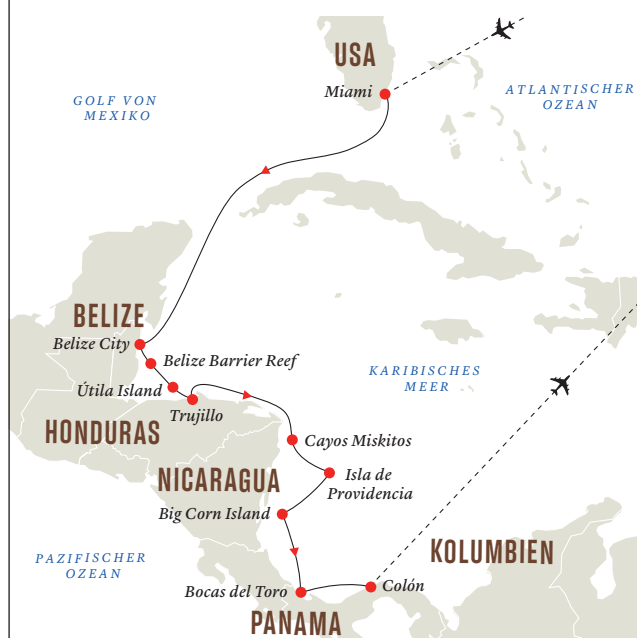 USA
Miami
GOLF VON
MEXIKO
ATLANTISCHER
OZEAN
BELIZE
Belize City
Belize Barrier Reef
KARIBISCHES
MEER
Útila Island
Trujillo
HONDURAS
Cayos Miskitos
NICARAGUA
Isla de
Providencia
Big Corn Island
KOLUMBIEN
PAZIFISCHER
OZEAN
Bocas del Toro
Colón
PANAMA